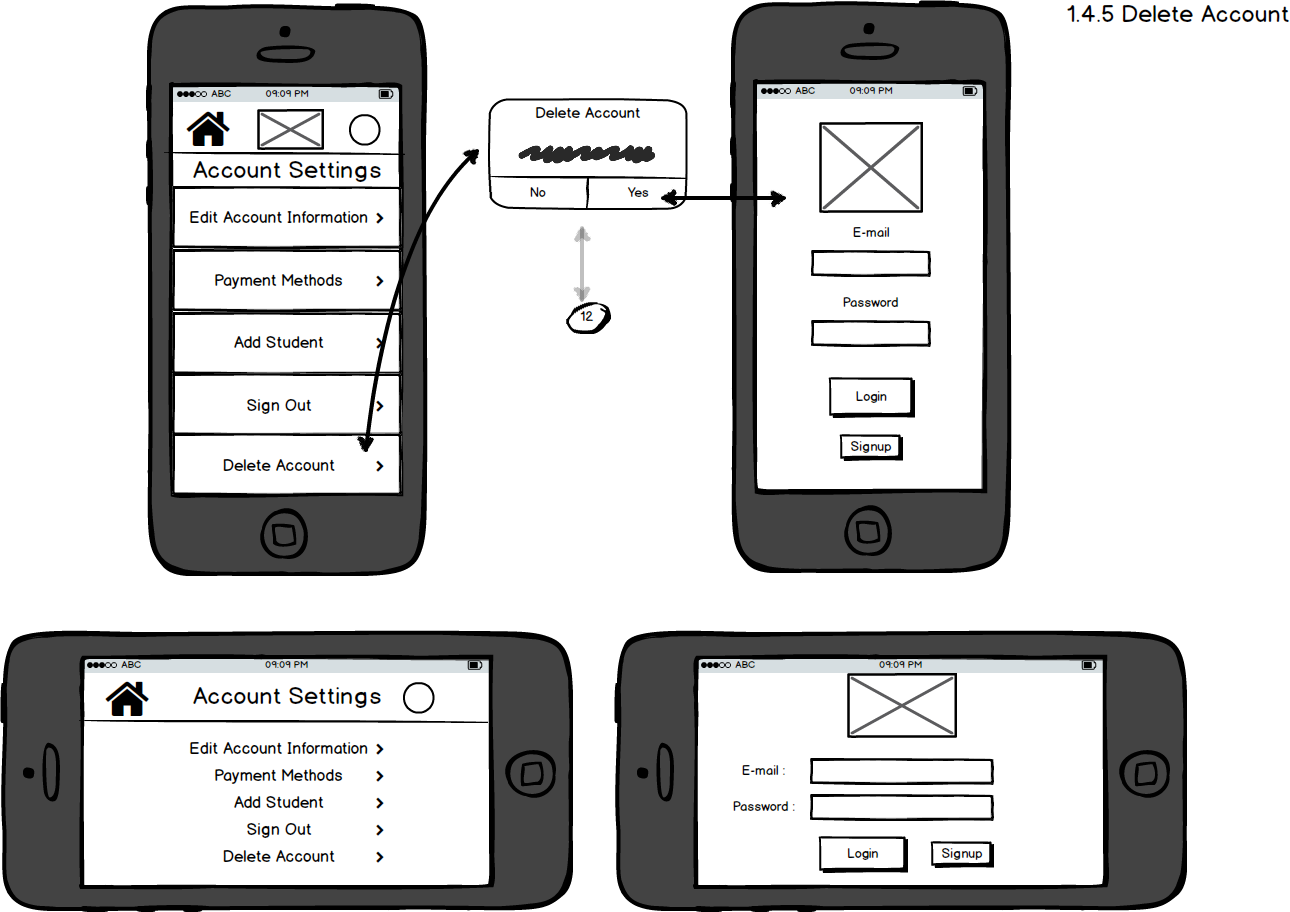 1.4.5 Delete Account
ABC 09:09 PM
Account Settings
Edit Account Information
Payment Methods
Add Student
Sign Out
Delete Account
Delete Account
No Yes
12
ABC 09:09 PM
E-mail
Password
Login
Signup
ABC 09:09 PM
Account Settings
Edit Account Information
Payment Methods
Add Student
Sign Out
Delete Account
ABC 09:09 PM
E-mail :
Password :
Login Signup